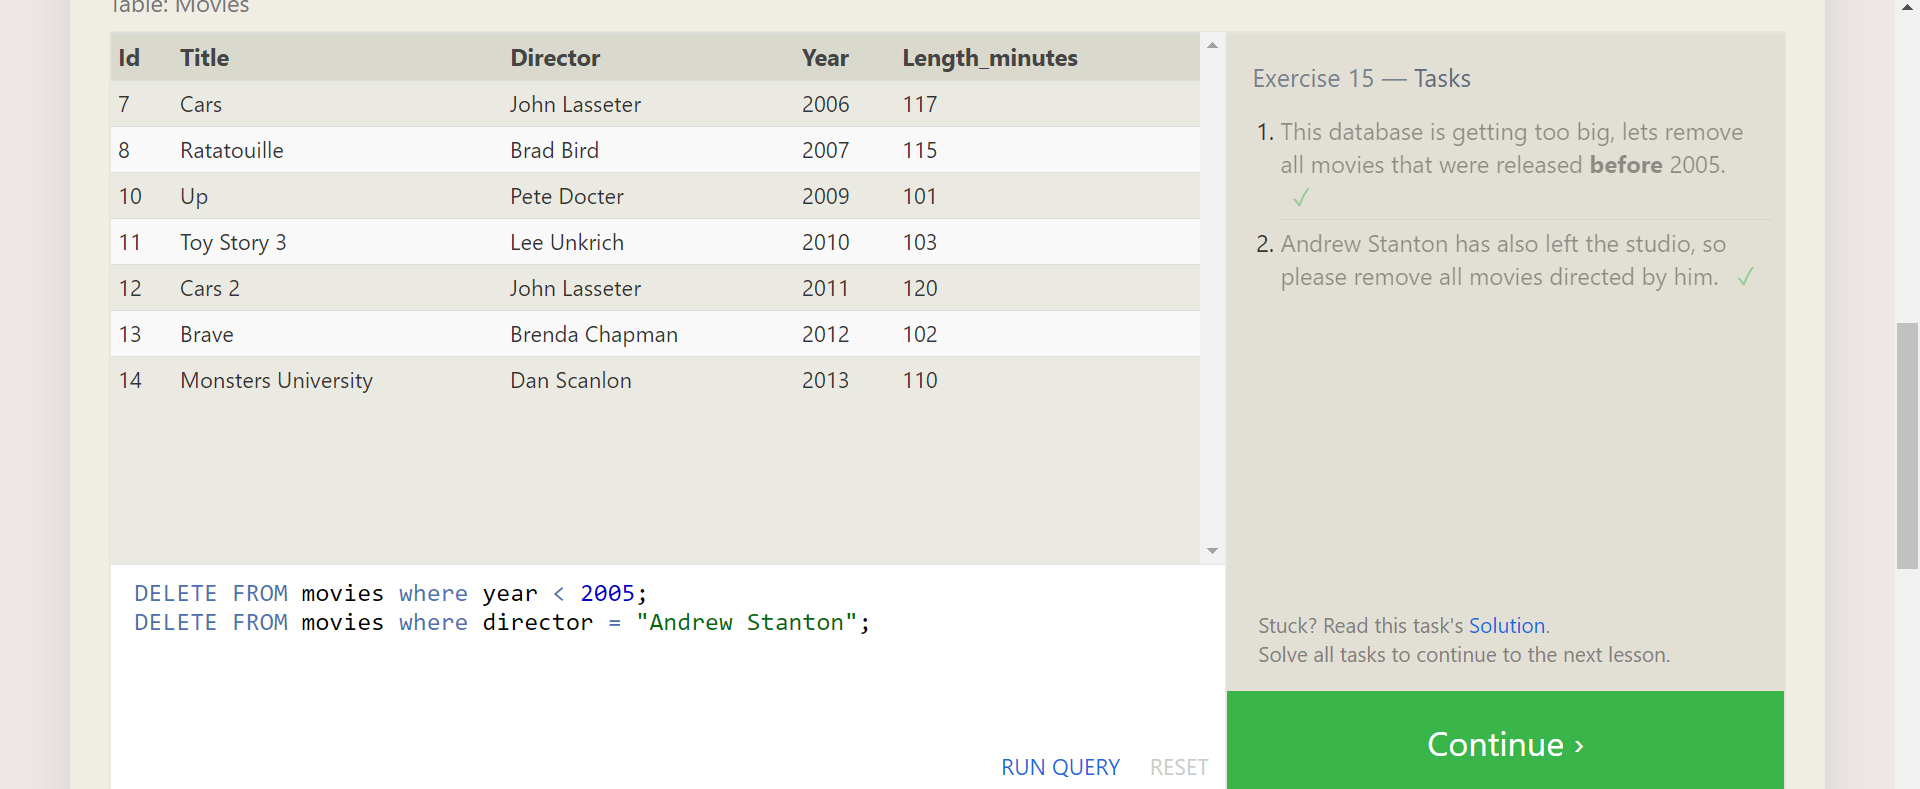 Table: Movies
Id Title Director Year Length_minutes
7 Cars John Lasseter 2006 117
8 Ratatouille Brad Bird 2007 115
10 Up Pete Docter 2009 101
11 Toy Story 3 Lee Unkrich 2010 103
12 Cars 2 John Lasseter 2011 120
13 Brave Brenda Chapman 2012 102
14 Monsters University Dan Scanlon 2013 110
DELETE FROM movies where year < 2005;
DELETE FROM movies where director = "Andrew Stanton";
RUN QUERY RESET
Exercise 15 — Tasks
1. This database is getting too big, lets remove
all movies that were released before 2005.
✓
2. Andrew Stanton has also left the studio, so
please remove all movies directed by him. ✓
Stuck? Read this task's Solution.
Solve all tasks to continue to the next lesson.
Continue ›